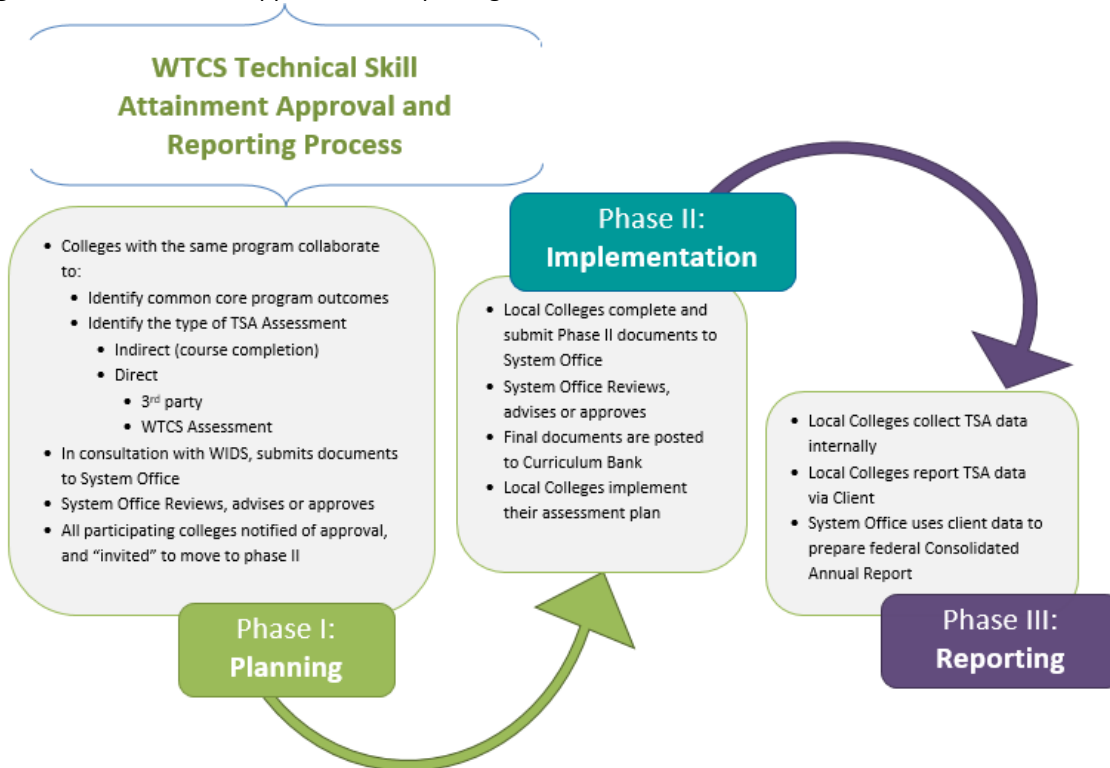 WTCS Technical Skill
Attainment Approval and
Reporting Process
• Colleges with the same program collaborate
to:
• Identify common core program outcomes
• Identify the type of TSA Assessment
• Indirect (course completion)
• Direct
• 3rd party
• WTCS Assessment
• In consultation with WIDS, submits documents
to System Office
• System Office Reviews, advises or approves
• All participating colleges notified of approval,
and “invited” to move to phase II
Phase I:
Planning
Phase II:
Implementation
• Local Colleges complete and
submit Phase II documents to
System Office
• System Office Reviews,
advises or approves
• Final documents are posted
to Curriculum Bank
• Local Colleges implement
their assessment plan
• Local Colleges collect TSA data
internally
• Local Colleges report TSA data
via Client
• System Office uses client data to
prepare federal Consolidated
Annual Report
Phase III:
Reporting